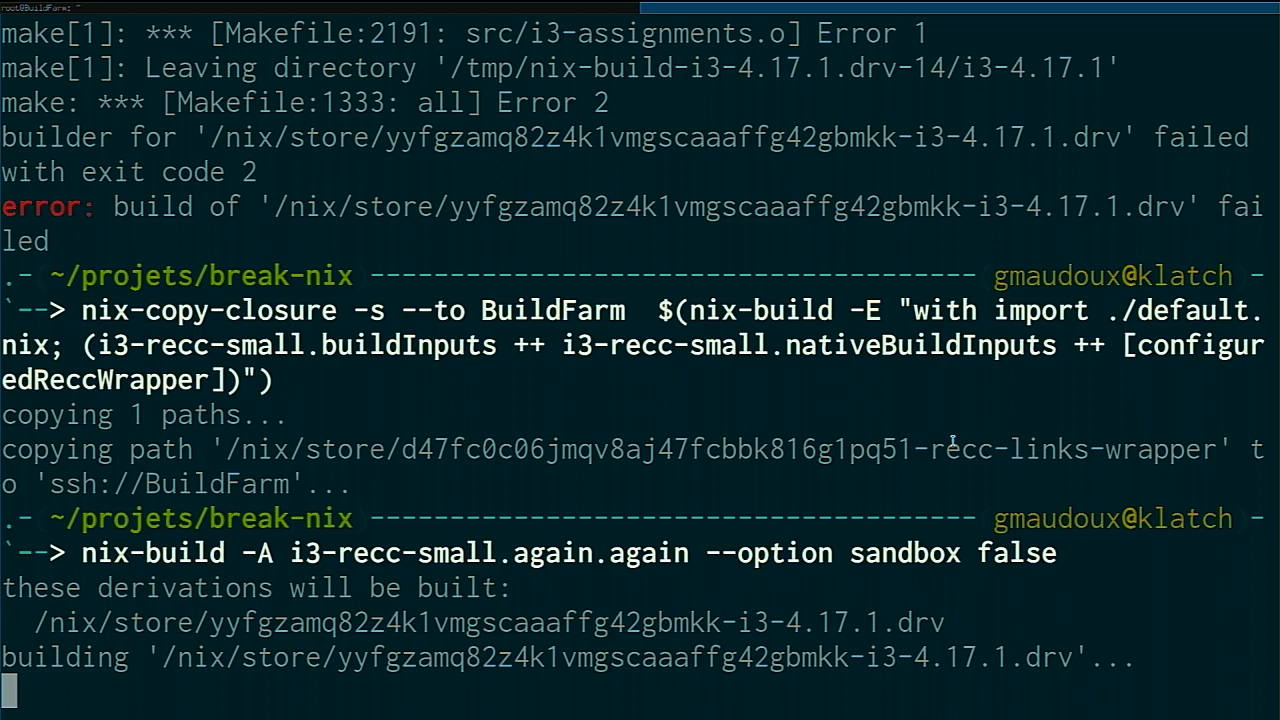 root@BuildFarm: ~
make[1]: *** [Makefile:2191: src/i3-assignments.o] Error 1
make[1]: Leaving directory '/tmp/nix-build-i3-4.17.1.drv-14/i3-4.17.1'
make: *** [Makefile:1333: all] Error 2
builder for '/nix/store/yyfgzamq82z4k1vmgscaaaffg42gbmkk-i3-4.17.1.drv' failed
with exit code 2
error: build of '/nix/store/yyfgzamq82z4k1vmgscaaaffg42gbmkk-i3-4.17.1.drv' fai
led
.- ~/projets/break-nix -------------------------------------- gmaudoux@klatch -
`--> nix-copy-closure -s --to BuildFarm  $(nix-build -E "with import ./default.
nix; (i3-recc-small.buildInputs ++ i3-recc-small.nativeBuildInputs ++ [configur
edReccWrapper])")
copying 1 paths...
copying path '/nix/store/d47fc0c06jmqv8aj47fcbbk816g1pq51-recc-links-wrapper' t
o 'ssh://BuildFarm'...
.- ~/projets/break-nix -------------------------------------- gmaudoux@klatch -
`--> nix-build -A i3-recc-small.again.again --option sandbox false
these derivations will be built:
  /nix/store/yyfgzamq82z4k1vmgscaaaffg42gbmkk-i3-4.17.1.drv
building '/nix/store/yyfgzamq82z4k1vmgscaaaffg42gbmkk-i3-4.17.1.drv'...